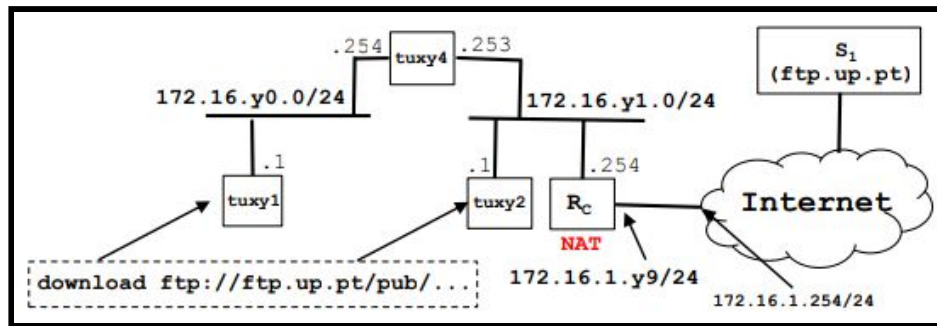 .254
tuxy4
.253
S1
(ftp.up.pt)
172.16.y0.0/24
172.16.y1.0/24
.1
.1
.254
tuxy1
tuxy2
RC
Internet
NAT
download ftp://ftp.up.pt/pub/...
172.16.1.y9/24
172.16.1.254/24